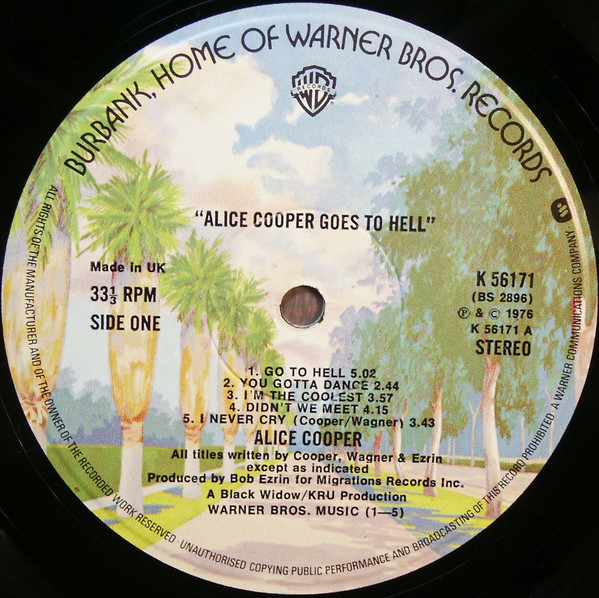 BURBANK, HOME OF WARNER BROS. RECORDS
WB
RECORDS
"ALICE COOPER GOES TO HELL"
Made In UK
33⅓ RPM
SIDE ONE
K 56171
(BS 2896)
℗ & © 1976
K 56171 A
STEREO
1. GO TO HELL 5.02
2. YOU GOTTA DANCE 2.44
3. I'M THE COOLEST 3.57
4. DIDN'T WE MEET 4.15
5. I NEVER CRY (Cooper/Wagner) 3.43
ALICE COOPER
All titles written by Cooper, Wagner & Ezrin
except as indicated
Produced by Bob Ezrin for Migrations Records Inc.
A Black Widow/KRU Production
WARNER BROS. MUSIC (1—5)
ALL RIGHTS OF THE MANUFACTURER AND OF THE OWNER OF THE RECORDED WORK RESERVED. UNAUTHORISED COPYING PUBLIC PERFORMANCE AND BROADCASTING OF THIS RECORD PROHIBITED. A WARNER COMMUNICATIONS COMPANY.